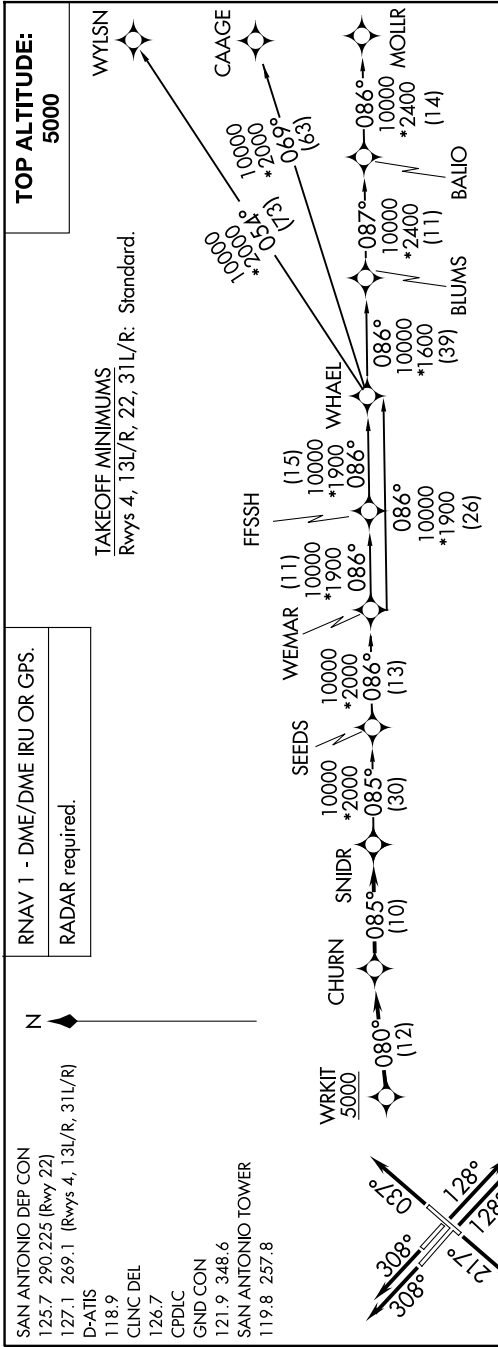 SAN ANTONIO DEP CON
125.7 290.225 (Rwy 22)
127.1 269.1 (Rwys 4, 13L/R, 31L/R)
D-ATIS
118.9
CLNC DEL
126.7
CPDLC
GND CON
121.9 348.6
SAN ANTONIO TOWER
119.8 257.8
N
RNAV 1 - DME/DME IRU OR GPS.
RADAR required.
TOP ALTITUDE:
5000
TAKEOFF MINIMUMS
Rwys 4, 13L/R, 22, 31L/R: Standard.
037°
128°
128°
217°
308°
308°
WRKIT
5000
080°
(12)
CHURN
085°
(10)
SNIDR
10000
*2000
085°
(30)
SEEDS
10000
*2000
086°
(13)
WEMAR
(11)
10000
*1900
086°
FFSSH
(15)
10000
*1900
086°
086°
10000
*1900
(26)
WHAEL
086°
10000
*1600
(39)
BLUMS
087°
10000
*2400
(11)
BALIO
086°
10000
*2400
(14)
MOLLR
10000
*2000
069°
(63)
CAAGE
10000
*2000
054°
(73)
WYLSN